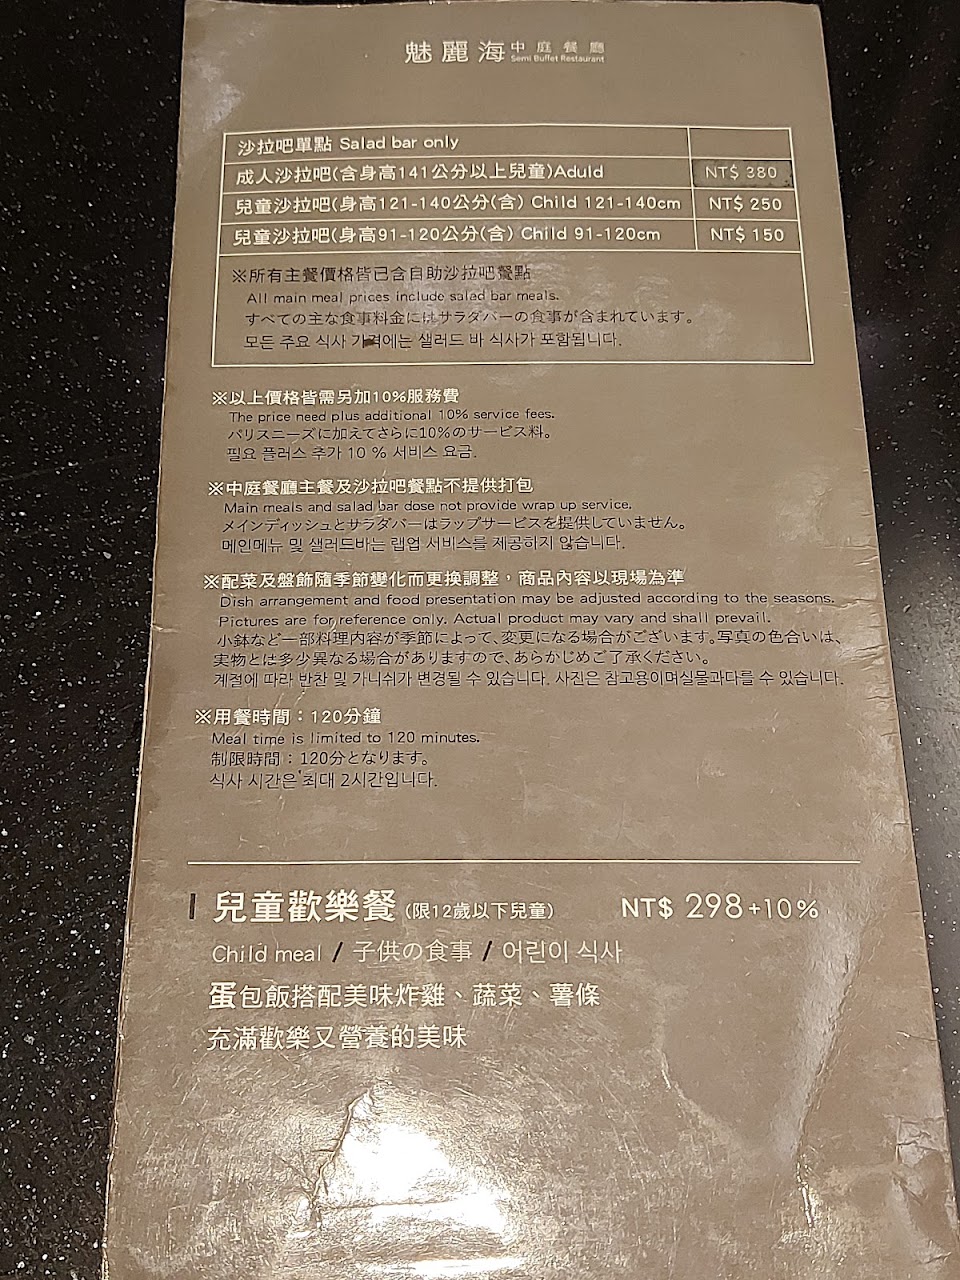 魅麗海中庭餐廳
Semi Buffet Restaurant
沙拉吧單點 Salad bar only
成人沙拉吧(含身高141公分以上兒童)Aduld NT$ 380
兒童沙拉吧(身高121-140公分(含) Child 121-140cm NT$ 250
兒童沙拉吧(身高91-120公分(含) Child 91-120cm NT$ 150
※所有主餐價格皆已含自助沙拉吧餐點
All main meal prices include salad bar meals.
すべての主な食事料金にはサラダバーの食事が含まれています。
모든 주요 식사 가격에는 샐러드 바 식사가 포함됩니다.
※以上價格皆需另加10%服務費
The price need plus additional 10% service fees.
バリスニーズに加えてさらに10%のサービス料。
필요 플러스 추가 10 % 서비스 요금.
※中庭餐廳主餐及沙拉吧餐點不提供打包
Main meals and salad bar dose not provide wrap up service.
メインディッシュとサラダバーはラップサービスを提供していません。
메인메뉴 및 샐러드바는 랩업 서비스를 제공하지 않습니다.
※配菜及盤飾隨季節變化而更換調整，商品內容以現場為準
Dish arrangement and food presentation may be adjusted according to the seasons.
Pictures are for reference only. Actual product may vary and shall prevail.
小鉢など一部料理内容が季節によって、変更になる場合がございます。写真の色合いは、
実物とは多少異なる場合がありますので、あらかじめご了承ください。
계절에 따라 반찬 및 가니쉬가 변경될 수 있습니다. 사진은 참고용이며실물과다를 수 있습니다.
※用餐時間：120分鐘
Meal time is limited to 120 minutes.
制限時間：120分となります。
식사 시간은 최대 2시간입니다.
兒童歡樂餐 (限12歲以下兒童) NT$ 298+10%
Child meal / 子供の食事 / 어린이 식사
蛋包飯搭配美味炸雞、蔬菜、薯條
充滿歡樂又營養的美味